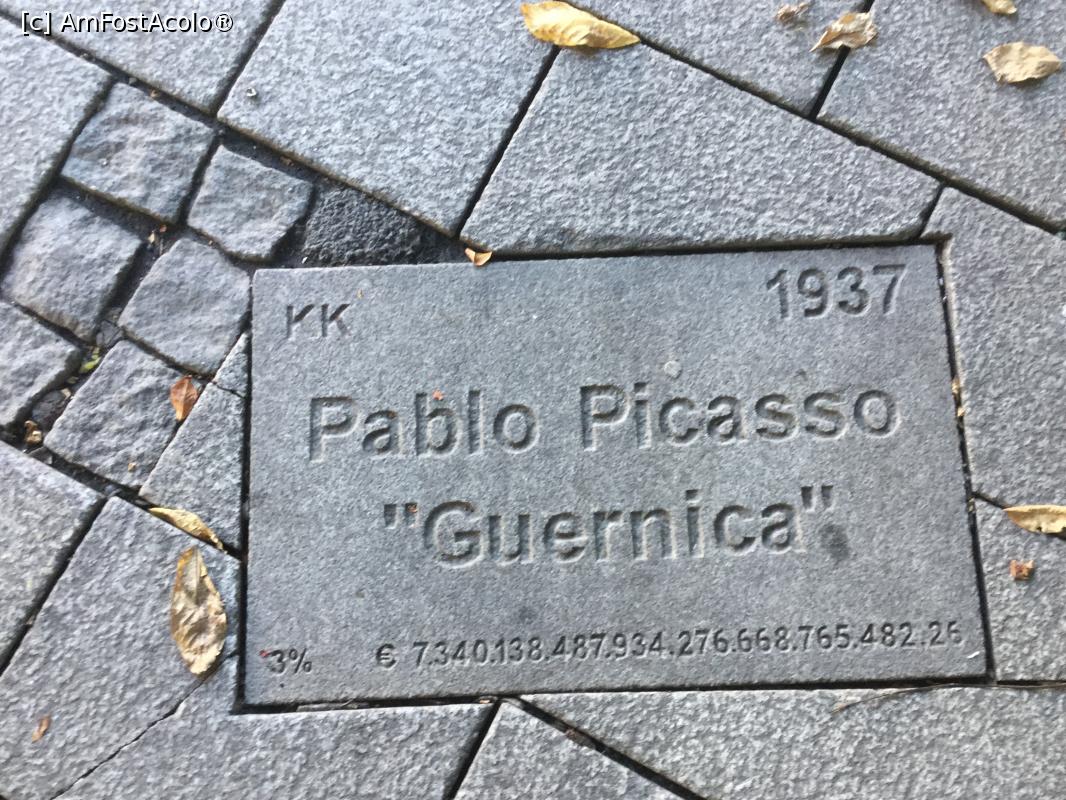 [c] AmFostAcolo®
KK 1937
Pablo Picasso
"Guernica"
3% € 7.340.138.487.934.276.668.765.482.26